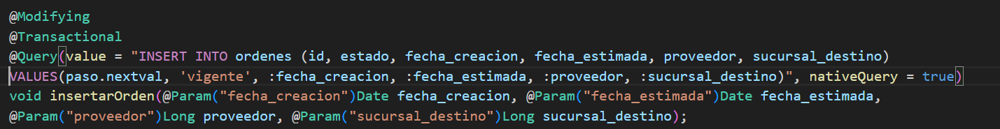 @Modifying
@Transactional
@Query(value = "INSERT INTO ordenes (id, estado, fecha_creacion, fecha_estimada, proveedor, sucursal_destino)
VALUES(paso.nextval, 'vigente', :fecha_creacion, :fecha_estimada, :proveedor, :sucursal_destino)", nativeQuery = true)
void insertarOrden(@Param("fecha_creacion")Date fecha_creacion, @Param("fecha_estimada")Date fecha_estimada,
@Param("proveedor")Long proveedor, @Param("sucursal_destino")Long sucursal_destino);